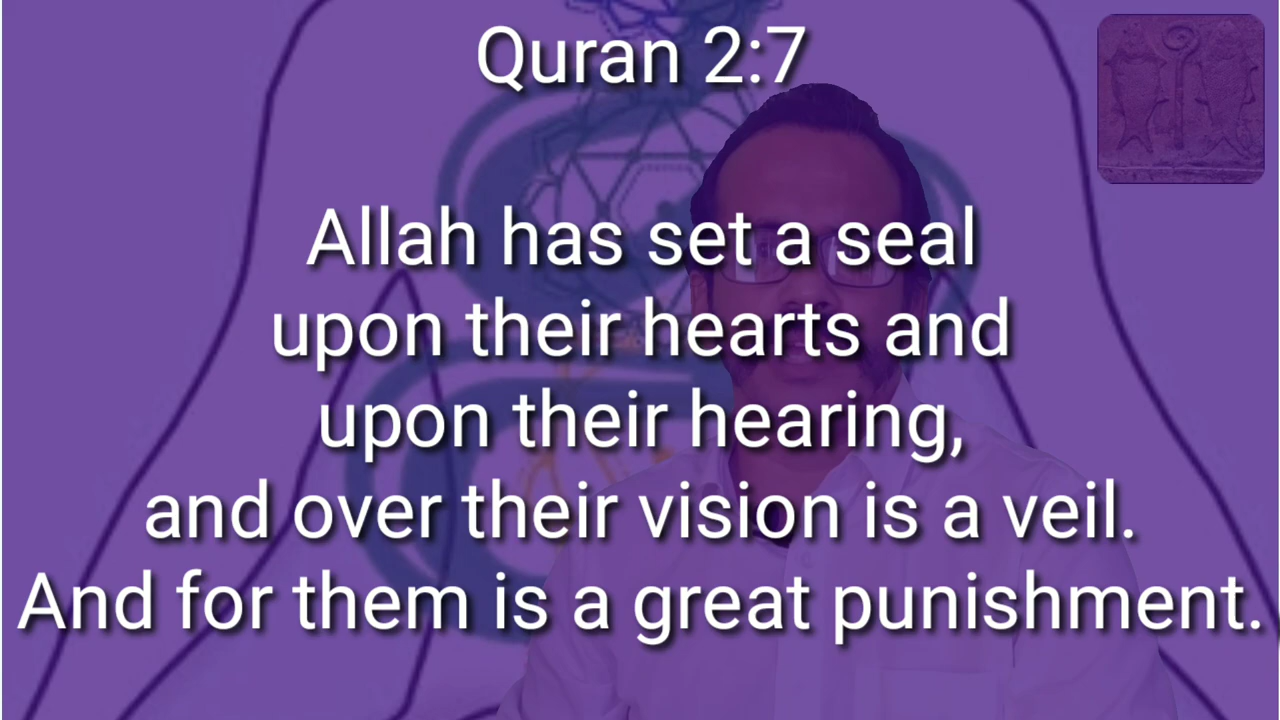 Quran 2:7
Allah has set a seal
upon their hearts and
upon their hearing,
and over their vision is a veil.
And for them is a great punishment.